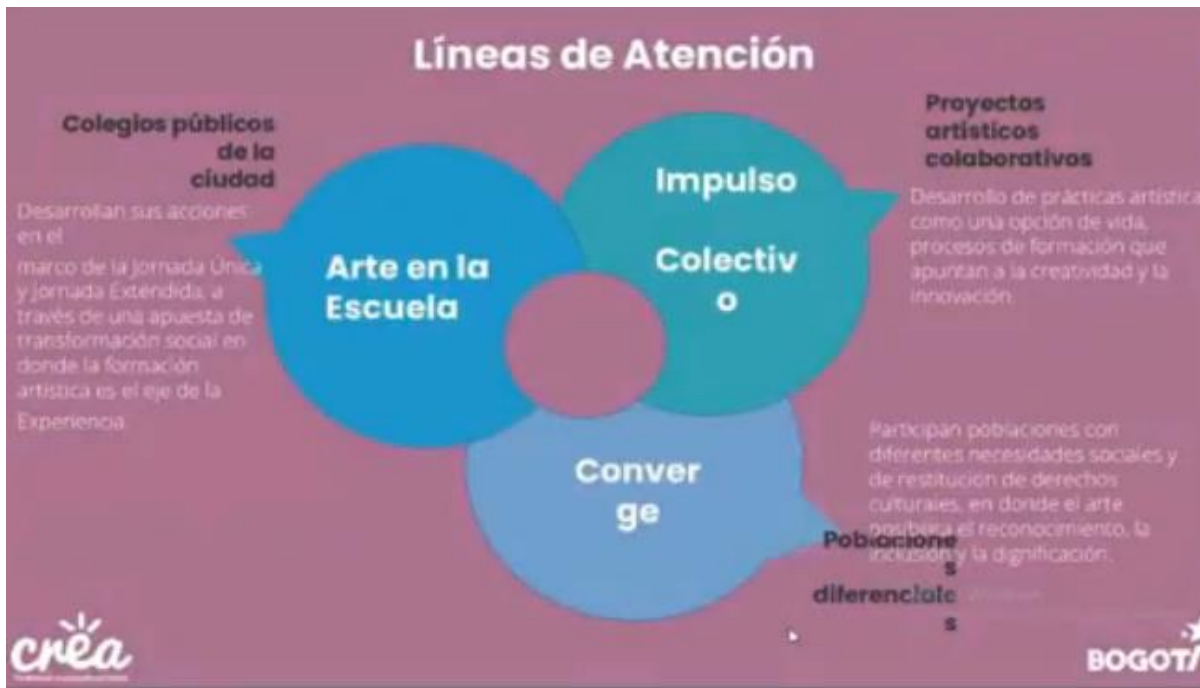 Líneas de Atención
Colegios públicos
de la
ciudad
Desarrollan sus acciones
en el
marco de la Jornada Única
y Jornada Extendida, a
través de una apuesta de
transformación social en
donde la formación
artística es el eje de la
Experiencia.
Arte en la
Escuela
Impulso
Colectiv
o
Proyectos
artísticos
colaborativos
Desarrollo de prácticas artística
como una opción de vida,
procesos de formación que
apuntan a la creatividad y la
innovación.
Conver
ge
Participan poblaciones con
diferentes necesidades sociales y
de restitución de derechos
culturales, en donde el arte
posibilita el reconocimiento, la
inclusión y la dignificación.
Poblacione
s
diferenciale
s
crea
BOGOT